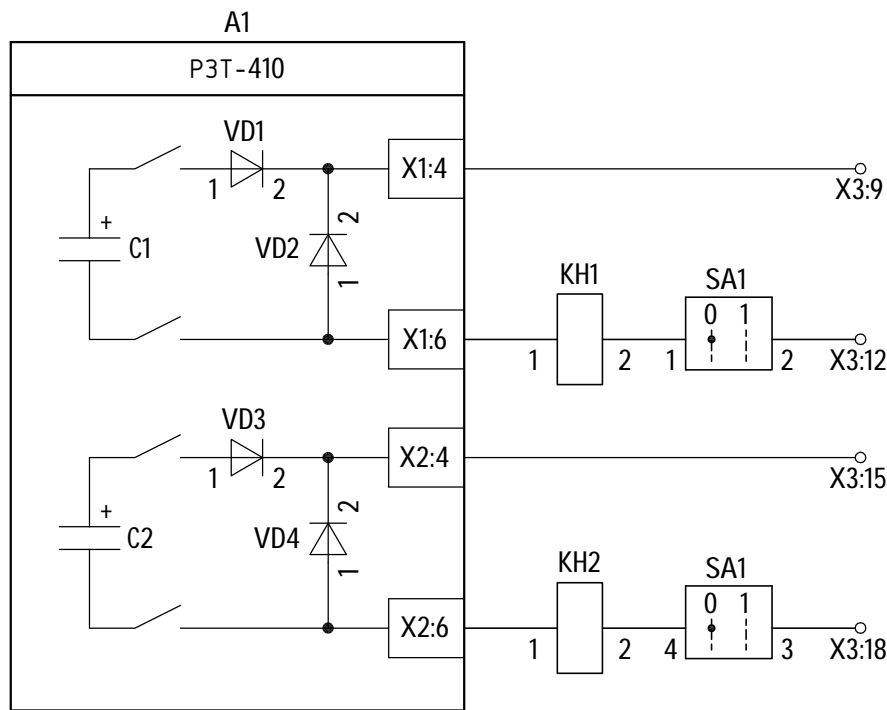 A1
РЗТ-410
VD1
X1:4
1
2
X3:9
+
C1
VD2
2
1
KH1
SA1
0 1
X1:6
1
2
1
2
X3:12
VD3
X2:4
1
2
X3:15
+
C2
VD4
2
1
KH2
SA1
0 1
X2:6
1
2
4
3
X3:18